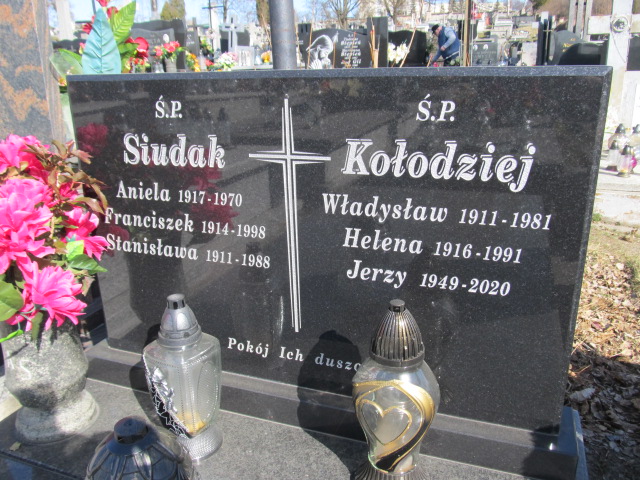 Ś.P.
Siudak
Aniela 1917-1970
Franciszek 1914-1998
Stanisława 1911-1988
Ś.P.
Kołodziej
Władysław 1911-1981
Helena 1916-1991
Jerzy 1949-2020
Pokój Ich duszo